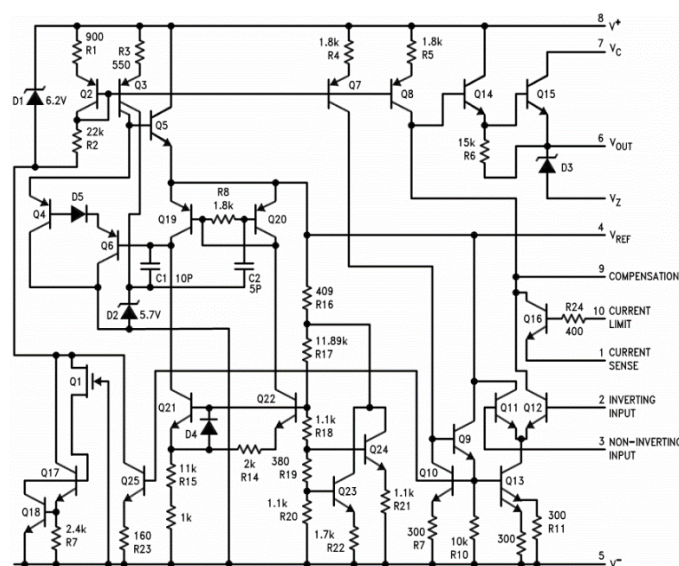 900
R1
R3
550
1.8k
R4
1.8k
R5
8 V+
7 VC
D1 6.2V
Q2
Q3
Q7
Q8
Q14
Q15
22k
R2
Q5
15k
R6
6 VOUT
D3
Q4
D5
R8
1.8k
VZ
Q19
Q20
Q6
4 VREF
C1 10P
C2
5P
9 COMPENSATION
D2 5.7V
409
R16
R24
10 CURRENT
LIMIT
Q16
400
11.89k
R17
1 CURRENT
SENSE
Q1
Q21
Q22
Q11
Q12
2 INVERTING
INPUT
D4
1.1k
R18
Q9
3 NON-INVERTING
INPUT
Q24
Q17
Q25
11k
R15
2k
R14
380
R19
Q10
Q13
Q23
Q18
2.4k
R7
160
R23
1k
1.1k
R20
1.7k
R22
1.1k
R21
300
R7
10k
R10
300
300
R11
5 V−